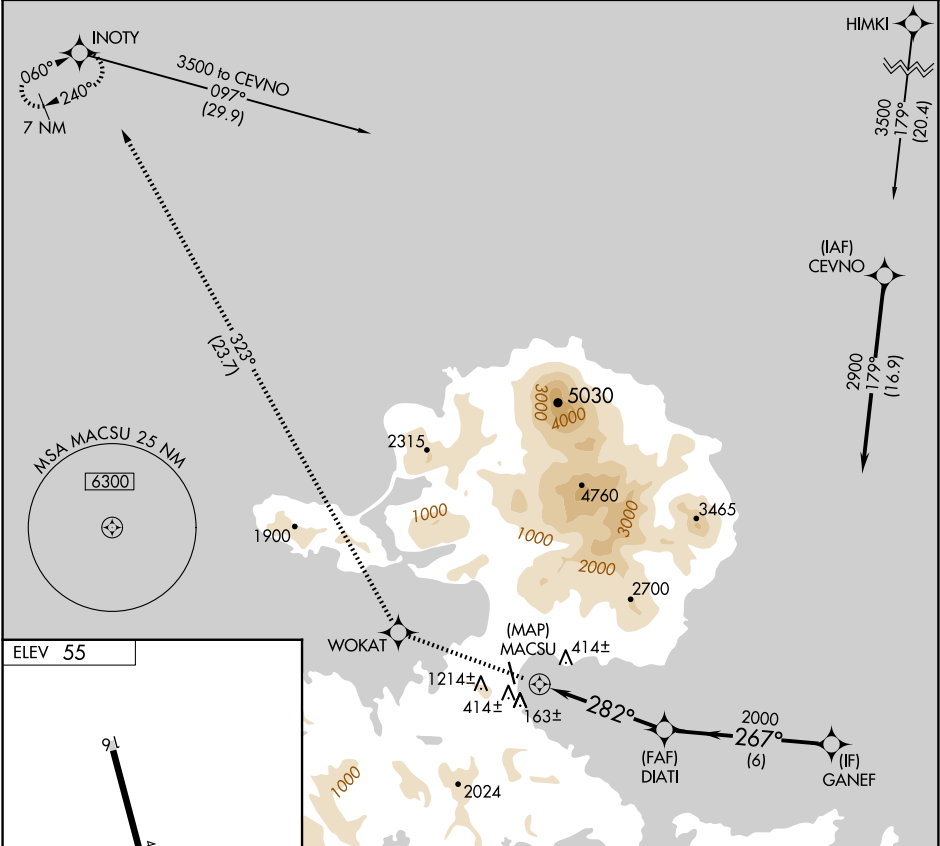 INOTY
060°
240°
7 NM
3500 to CEVNO
097°
(29.9)
HIMKI
3500
179°
(20.4)
(IAF)
CEVNO
2900
179°
(16.9)
323°
(23.7)
MSA MACSU 25 NM
6300
5030
3000
4000
2315
4760
3465
3000
1000
1000
1900
2000
2700
WOKAT
(MAP)
MACSU
414±
1214±
414±
163±
282°
2000
267°
(6)
(FAF)
DIATI
(IF)
GANEF
ELEV 55
16
1000
2024